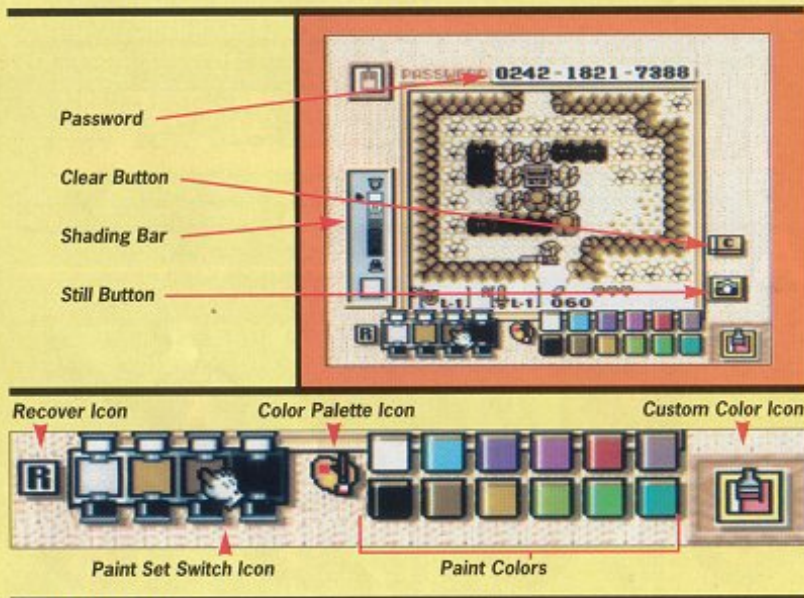 PASSWORD 0242-1821-7388
Password
Clear Button
Shading Bar
C
Still Button
L-1 L-1 060
R
Recover Icon
Color Palette Icon
Custom Color Icon
R
Paint Set Switch Icon
Paint Colors